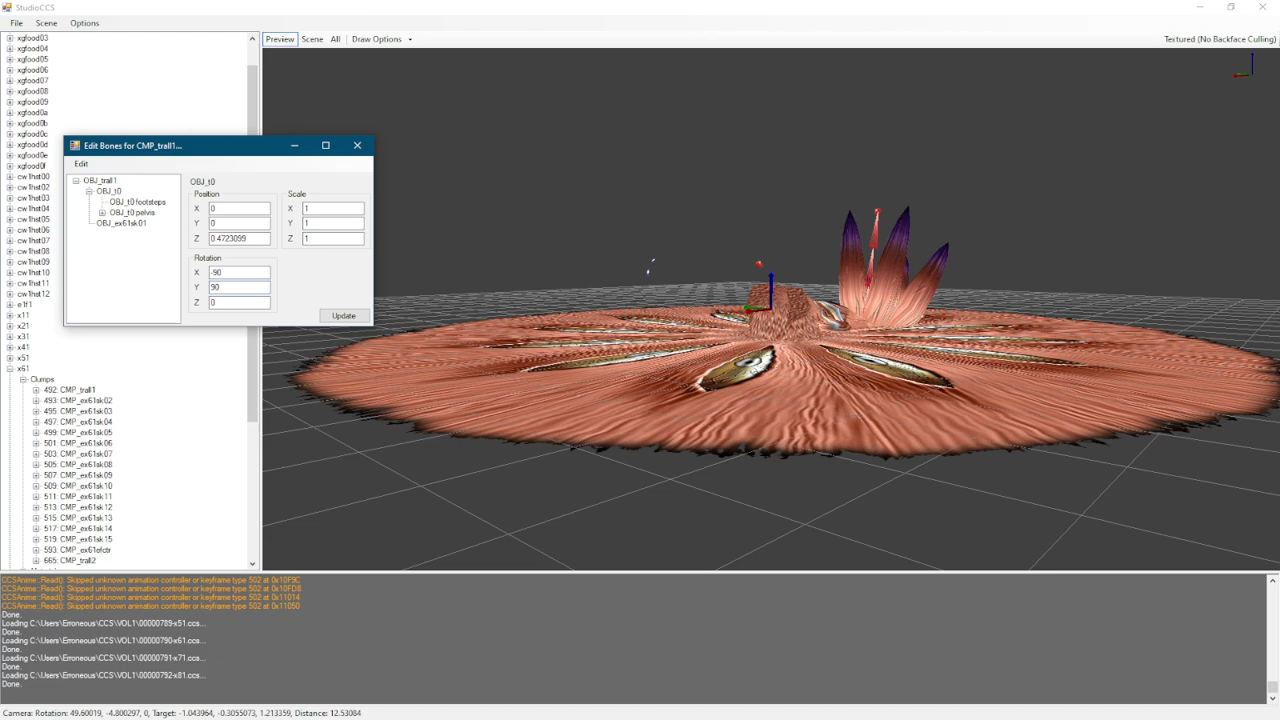 StudioCCS
File Scene Options
Preview Scene All Draw Options
Textured (No Backface Culling)
xgfood03
xgfood04
xgfood05
xgfood06
xgfood07
xgfood08
xgfood09
xgfood0a
xgfood0b
xgfood0c
xgfood0d
xgfood0e
xgfood0f
cw1hst00
cw1hst02
cw1hst03
cw1hst04
cw1hst05
cw1hst06
cw1hst07
cw1hst08
cw1hst09
cw1hst10
cw1hst11
cw1hst12
e1f1
x11
x21
x31
x41
x51
x61
Clumps
492: CMP_trall1
493: CMP_ex61sk02
495: CMP_ex61sk03
497: CMP_ex61sk04
499: CMP_ex61sk05
501: CMP_ex61sk06
503: CMP_ex61sk07
505: CMP_ex61sk08
507: CMP_ex61sk09
509: CMP_ex61sk10
511: CMP_ex61sk11
513: CMP_ex61sk12
515: CMP_ex61sk13
517: CMP_ex61sk14
519: CMP_ex61sk15
593: CMP_ex61efctr
665: CMP_trall2
Edit Bones for CMP_trall1...
Edit
OBJ_trall1
OBJ_t0
OBJ_t0 footsteps
OBJ_t0 pelvis
OBJ_ex61sk01
OBJ_t0
Position
X 0
Y 0
Z 0.4723099
Scale
X 1
Y 1
Z 1
Rotation
X -90
Y 90
Z 0
Update
CCSAnime::Read(): Skipped unknown animation controller or keyframe type 502 at 0x10F9C
CCSAnime::Read(): Skipped unknown animation controller or keyframe type 502 at 0x10FD8
CCSAnime::Read(): Skipped unknown animation controller or keyframe type 502 at 0x11014
CCSAnime::Read(): Skipped unknown animation controller or keyframe type 502 at 0x11050
Done.
Loading C:\Users\Erroneous\CCS\VOL1\00000789-x51.ccs...
Done.
Loading C:\Users\Erroneous\CCS\VOL1\00000790-x61.ccs...
Done.
Loading C:\Users\Erroneous\CCS\VOL1\00000791-x71.ccs...
Done.
Loading C:\Users\Erroneous\CCS\VOL1\00000792-x81.ccs...
Done.
Camera: Rotation: 49.60019, -4.800297, 0, Target: -1.043964, -0.3055073, 1.213359, Distance: 12.53084